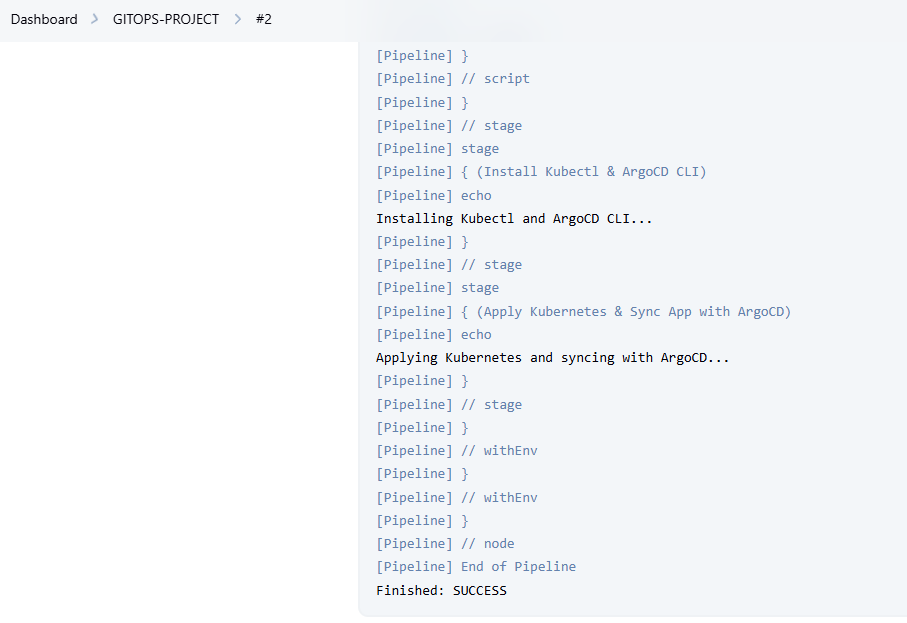 Dashboard > GITOPS-PROJECT > #2
[Pipeline] }
[Pipeline] // script
[Pipeline] }
[Pipeline] // stage
[Pipeline] stage
[Pipeline] { (Install Kubectl & ArgoCD CLI)
[Pipeline] echo
Installing Kubectl and ArgoCD CLI...
[Pipeline] }
[Pipeline] // stage
[Pipeline] stage
[Pipeline] { (Apply Kubernetes & Sync App with ArgoCD)
[Pipeline] echo
Applying Kubernetes and syncing with ArgoCD...
[Pipeline] }
[Pipeline] // stage
[Pipeline] }
[Pipeline] // withEnv
[Pipeline] }
[Pipeline] // withEnv
[Pipeline] }
[Pipeline] // node
[Pipeline] End of Pipeline
Finished: SUCCESS